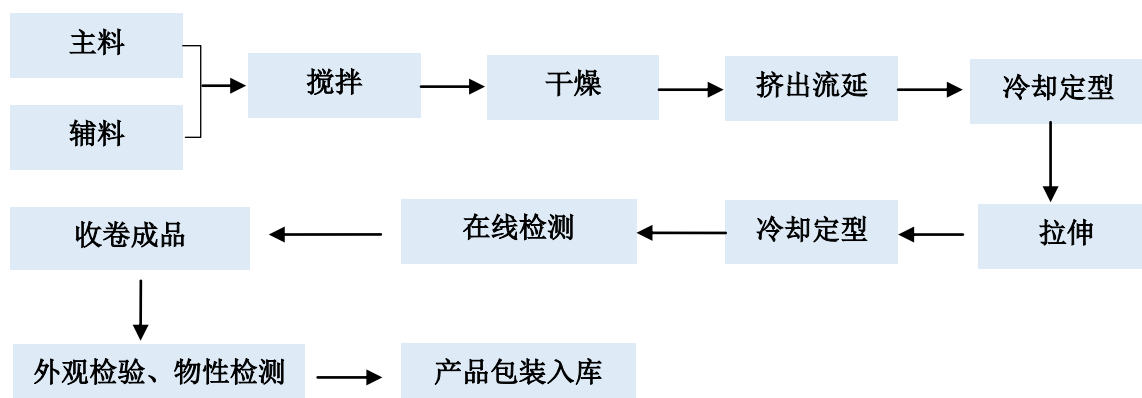 主料
辅料
搅拌
干燥
挤出流延
冷却定型
拉伸
冷却定型
在线检测
收卷成品
外观检验、物性检测
产品包装入库